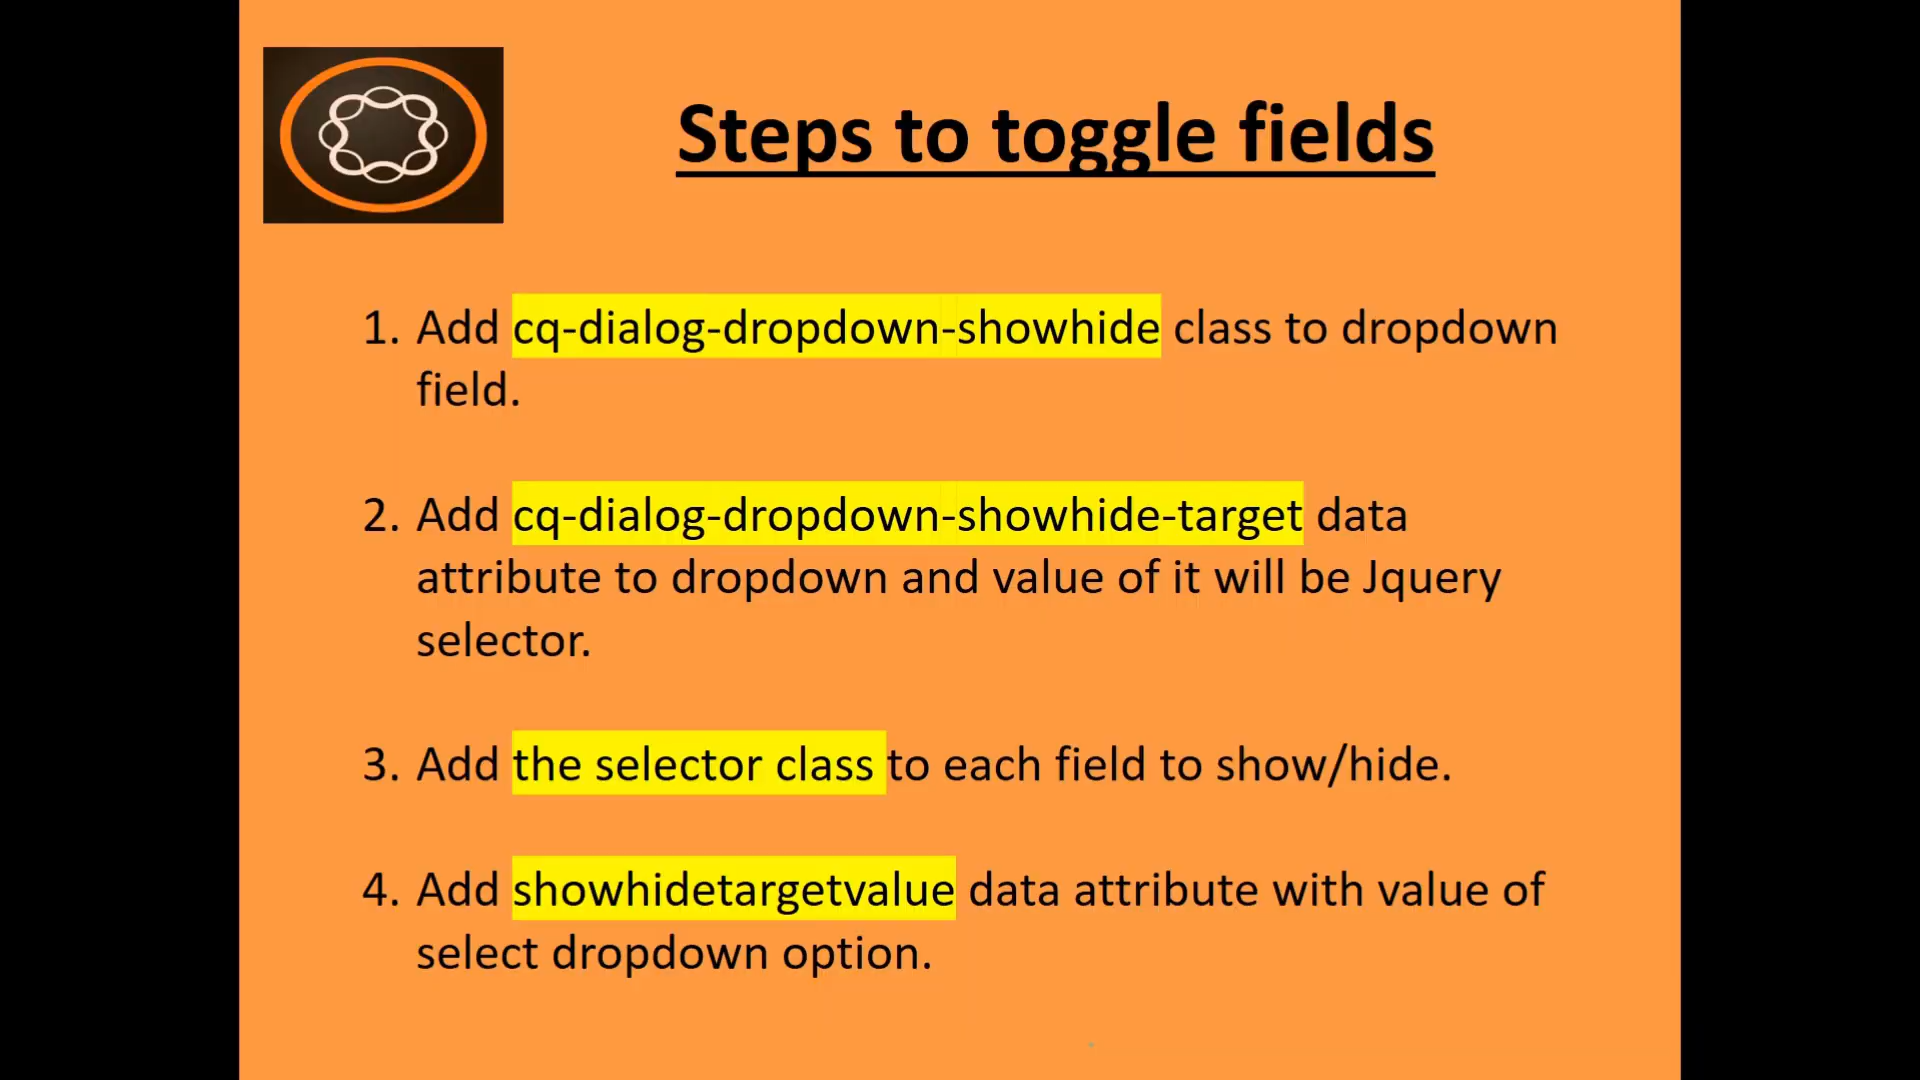 Steps to toggle fields
1. Add cq-dialog-dropdown-showhide class to dropdown
field.
2. Add cq-dialog-dropdown-showhide-target data
attribute to dropdown and value of it will be Jquery
selector.
3. Add the selector class to each field to show/hide.
4. Add showhidetargetvalue data attribute with value of
select dropdown option.